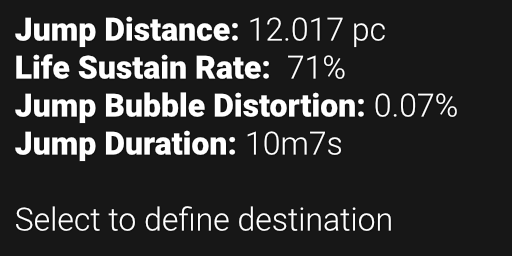 Jump Distance: 12.017 pc
Life Sustain Rate: 71%
Jump Bubble Distortion: 0.07%
Jump Duration: 10m7s
Select to define destination